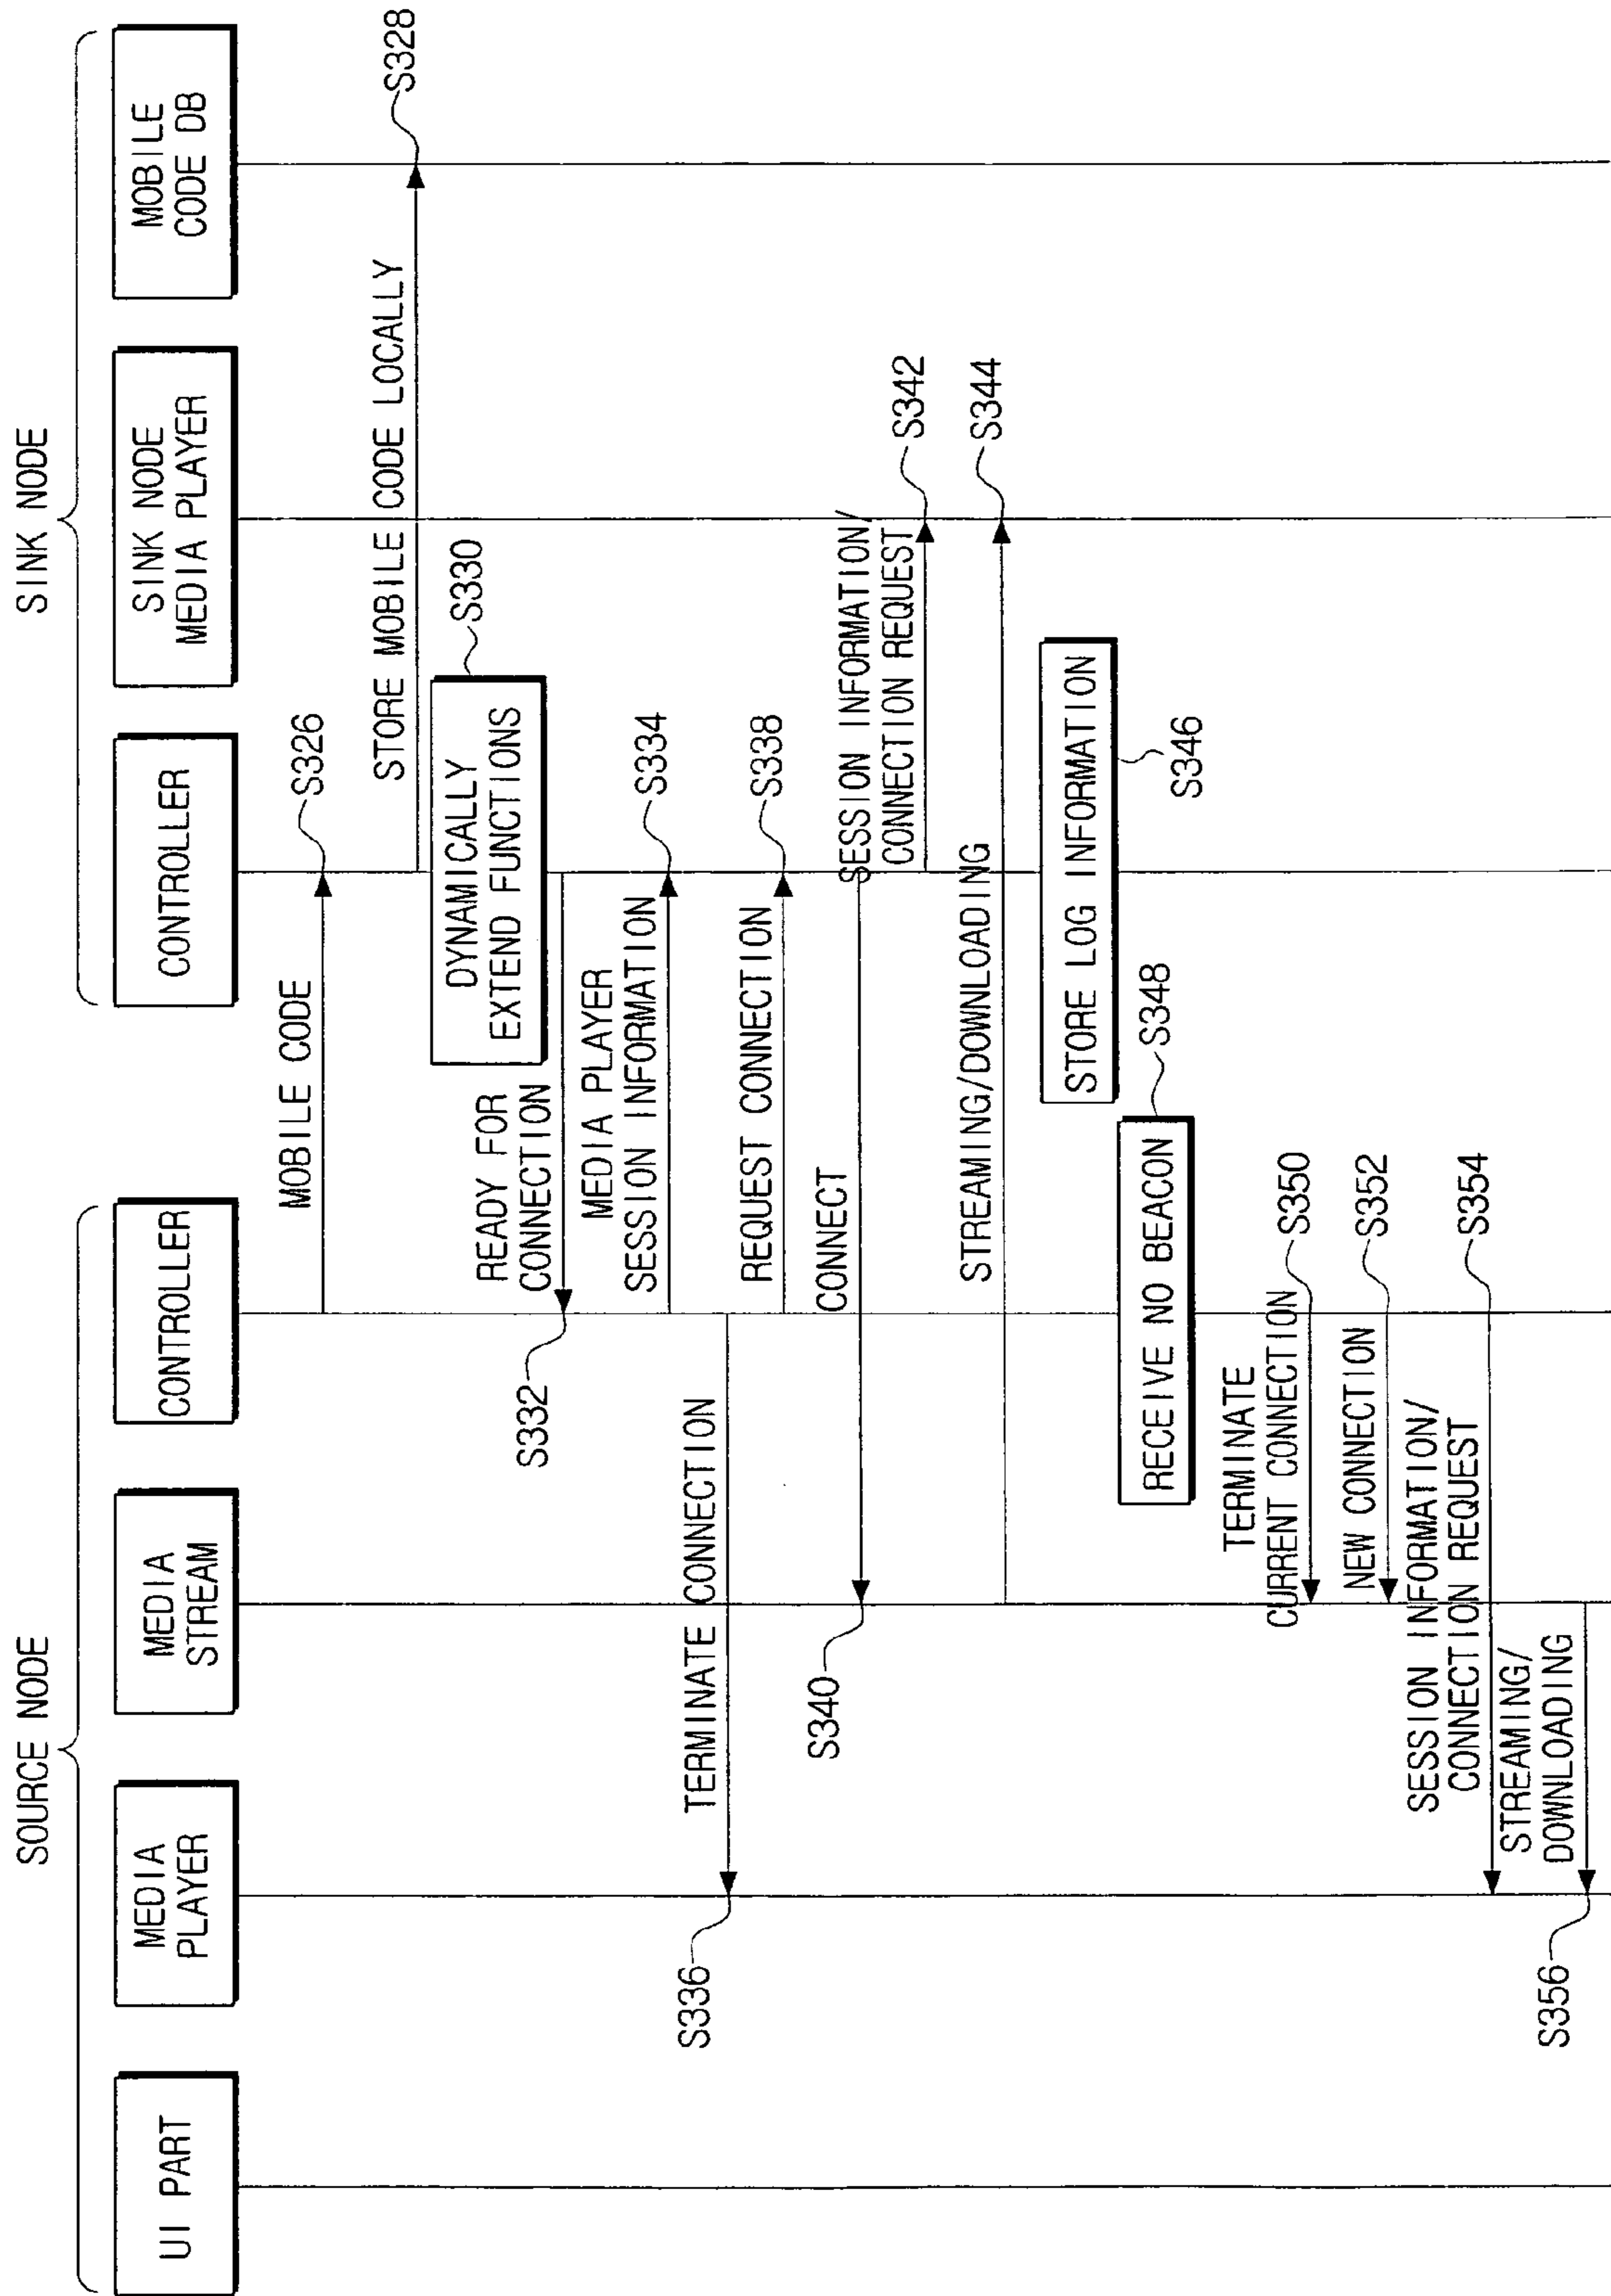 SOURCE NODE
SINK NODE
UI PART
MEDIA
PLAYER
MEDIA
STREAM
CONTROLLER
CONTROLLER
SINK NODE
MEDIA PLAYER
MOBILE
CODE DB
MOBILE CODE
S326
STORE MOBILE CODE LOCALLY
S328
DYNAMICALLY
EXTEND FUNCTIONS
S330
READY FOR
CONNECTION
S332
MEDIA PLAYER
SESSION INFORMATION
S334
TERMINATE CONNECTION
S336
REQUEST CONNECTION
S338
CONNECT
S340
SESSION INFORMATION/
CONNECTION REQUEST
S342
STREAMING/DOWNLOADING
S344
STORE LOG INFORMATION
S346
RECEIVE NO BEACON
S348
TERMINATE
CURRENT CONNECTION
S350
NEW CONNECTION
S352
SESSION INFORMATION/
CONNECTION REQUEST
S354
STREAMING/
DOWNLOADING
S356